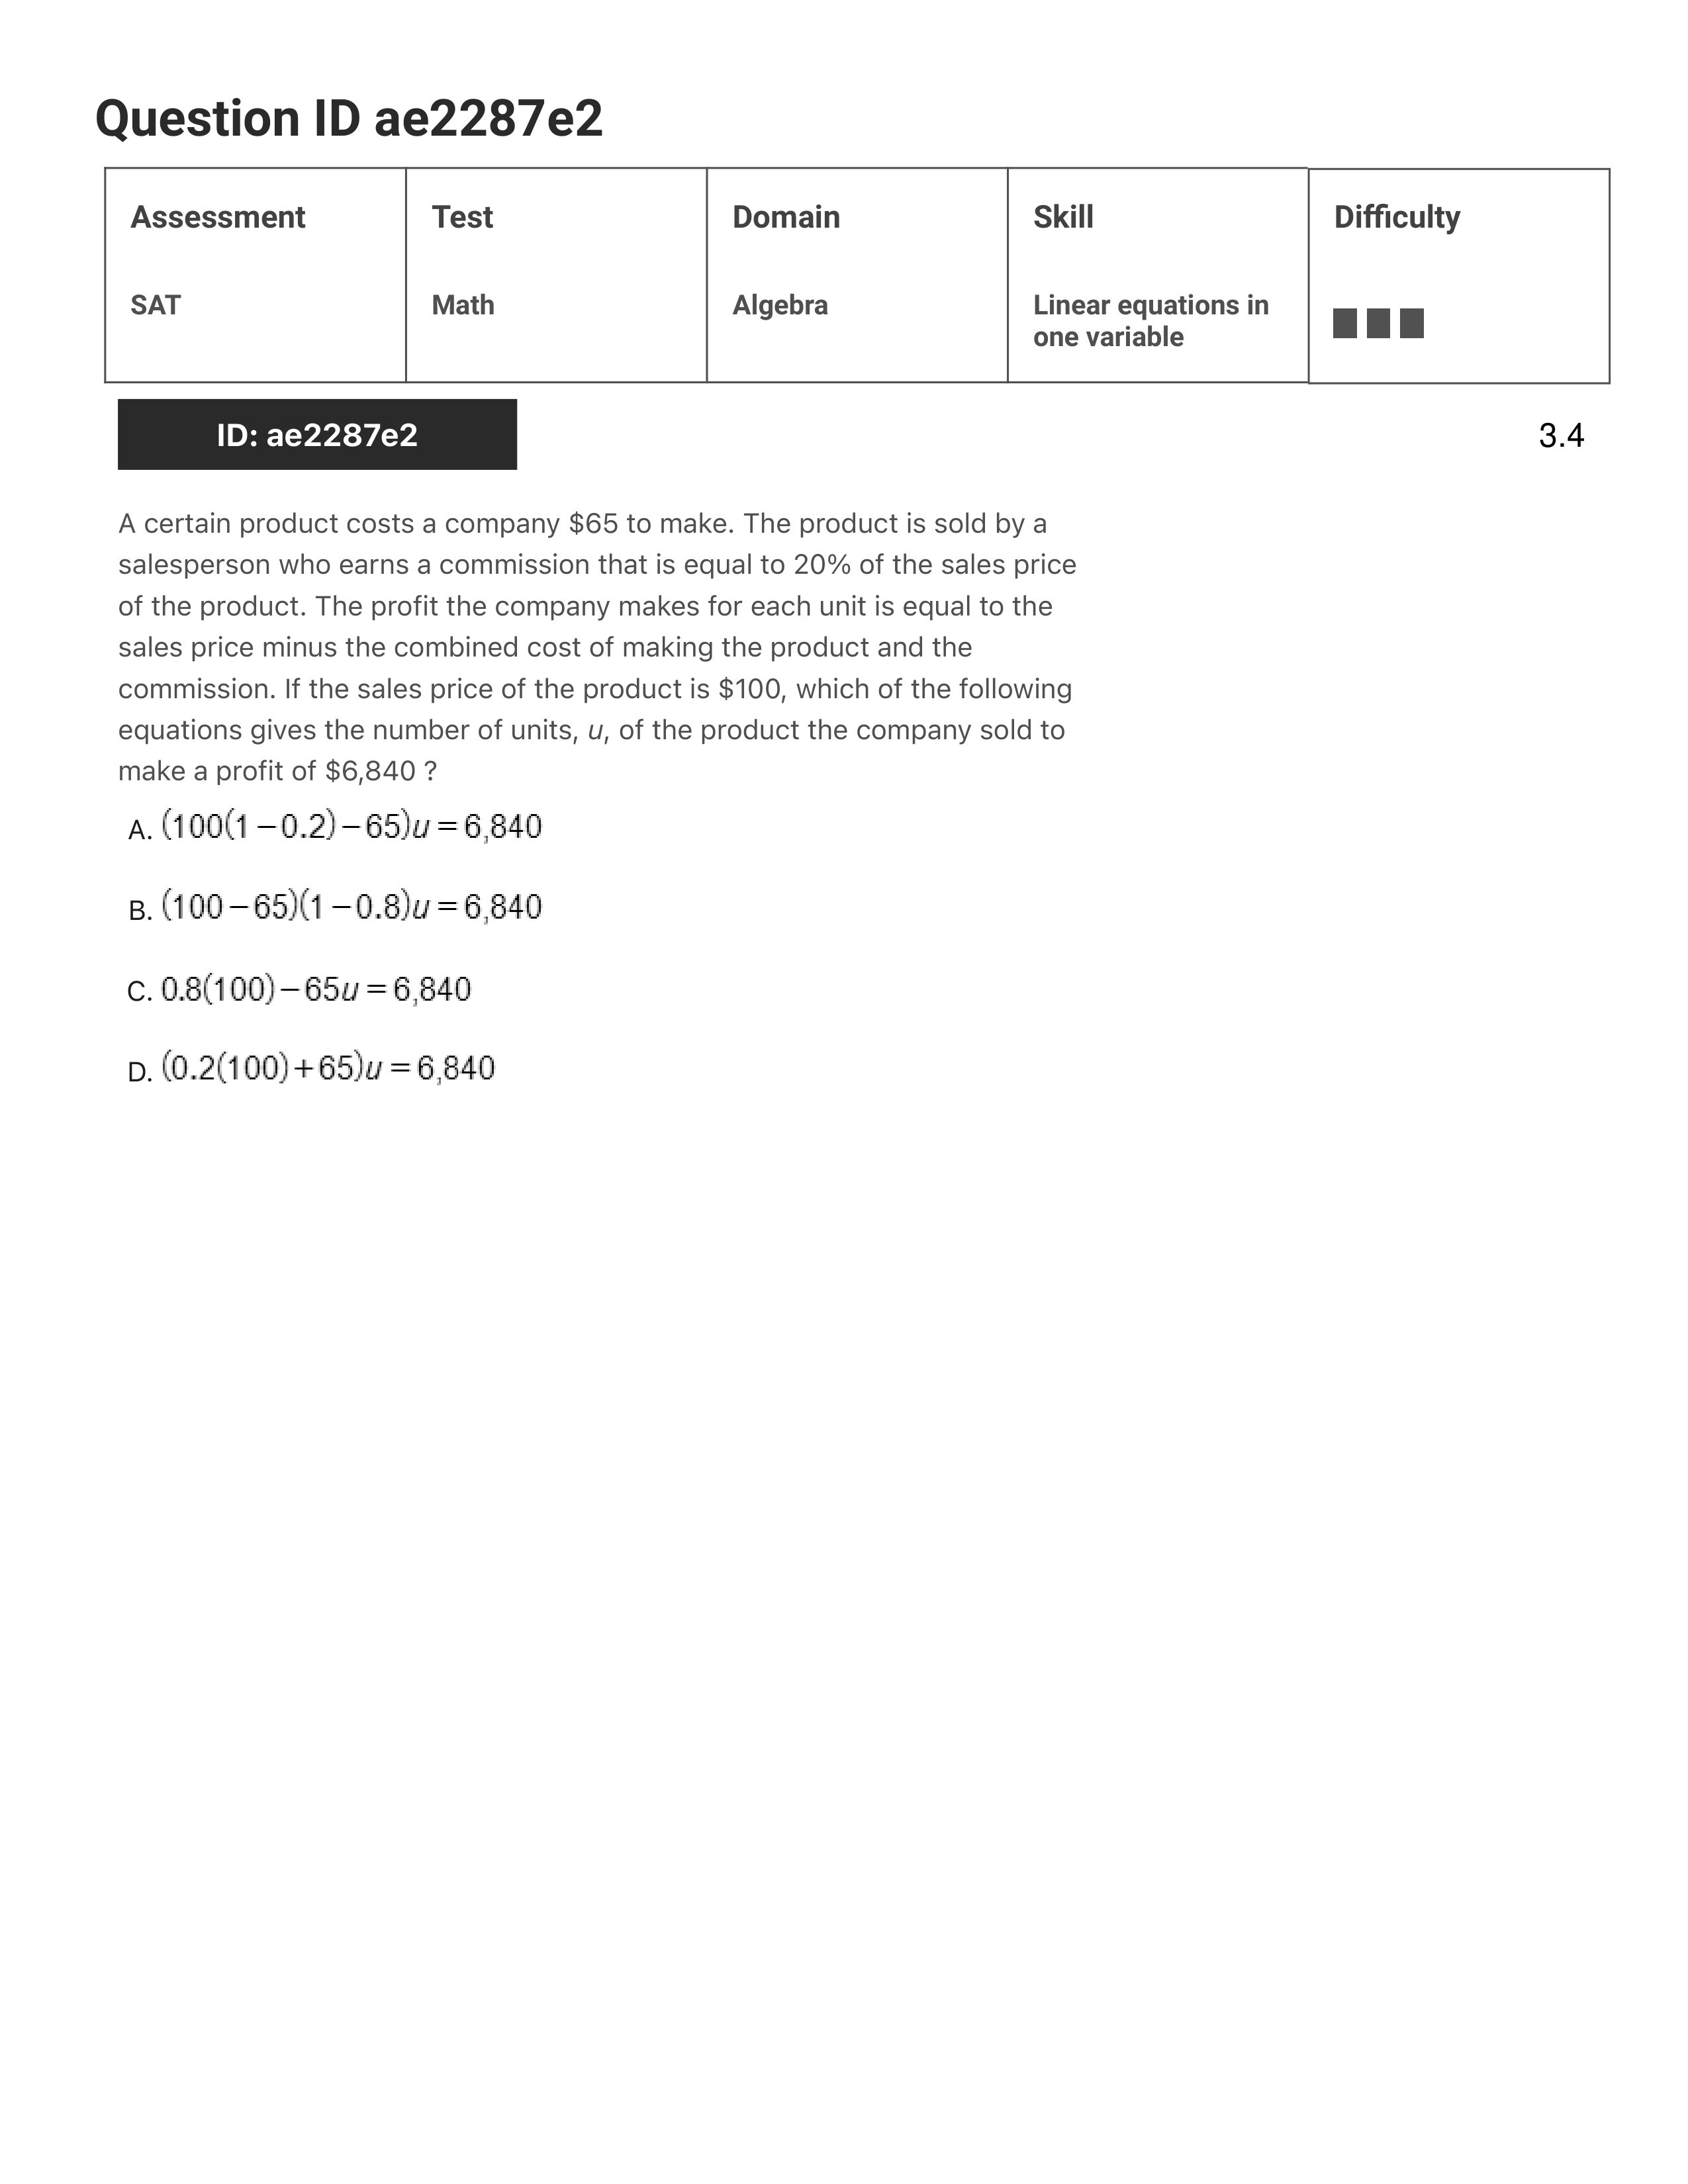 Question ID ae2287e2
Assessment Test Domain Skill Difficulty
SAT Math Algebra Linear equations in
one variable
ID: ae2287e2 3.4
A certain product costs a company $65 to make. The product is sold by a
salesperson who earns a commission that is equal to 20% of the sales price
of the product. The profit the company makes for each unit is equal to the
sales price minus the combined cost of making the product and the
commission. If the sales price of the product is $100, which of the following
equations gives the number of units, u, of the product the company sold to
make a profit of $6,840 ?
A. (100(1−0.2)−65)u=6,840
B. (100−65)(1−0.8)u=6,840
C. 0.8(100)−65u=6,840
D. (0.2(100)+65)u=6,840